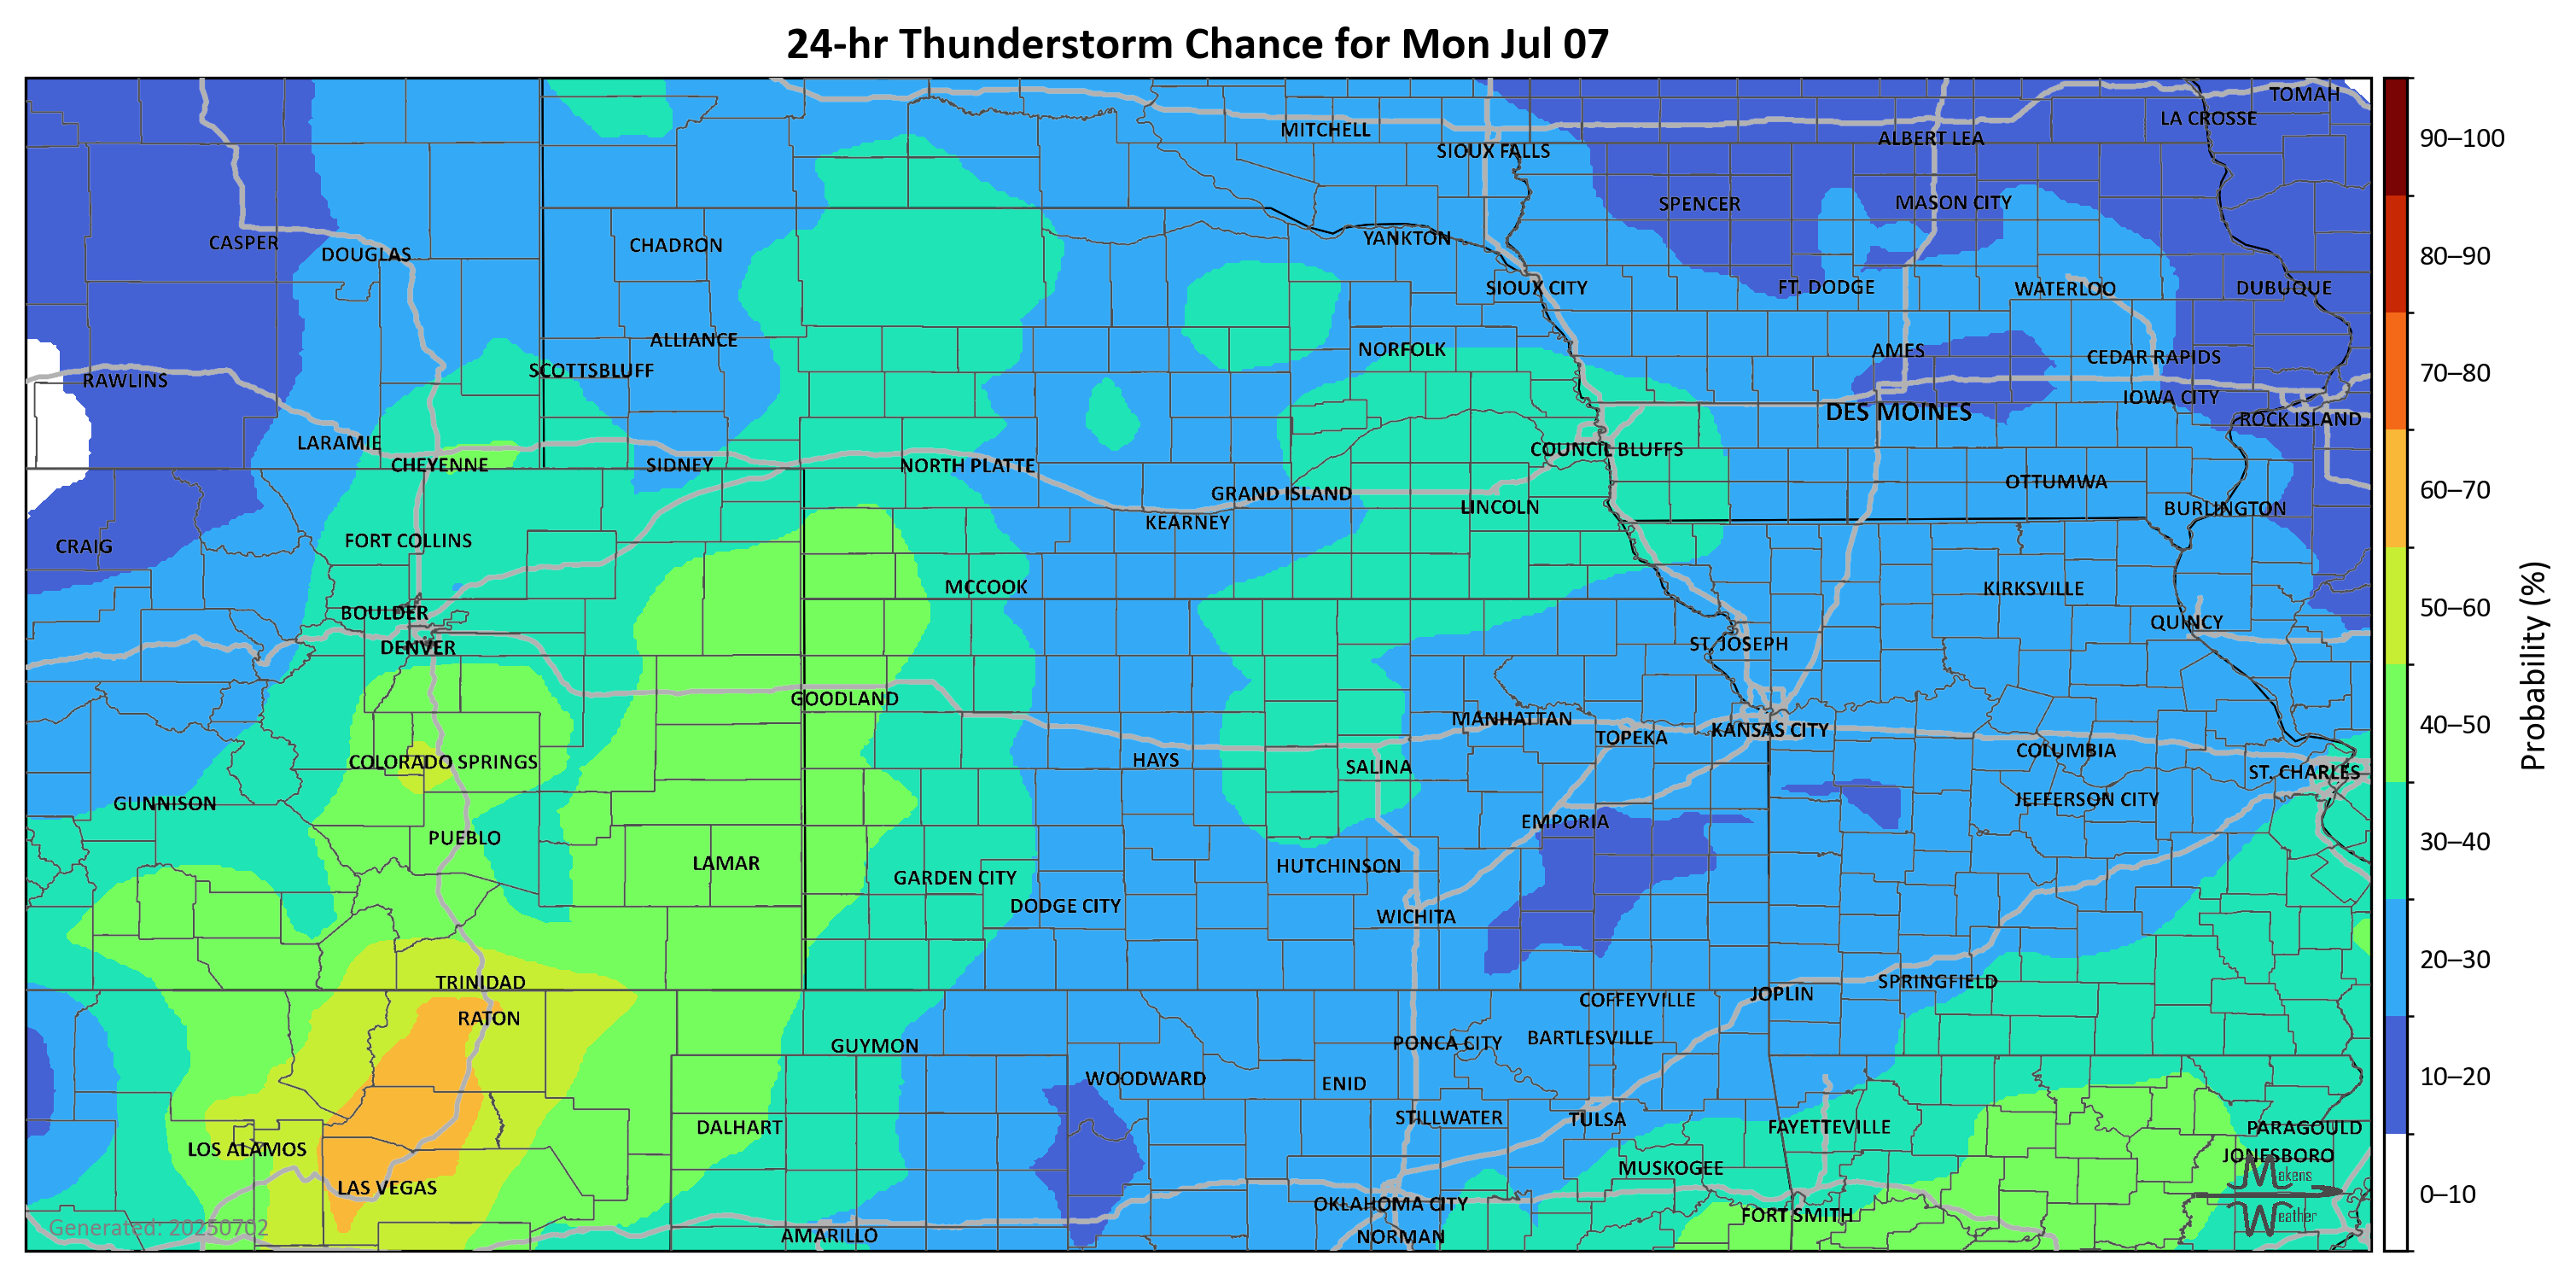 24-hr Thunderstorm Chance for Mon Jul 07
TOMAH
LA CROSSE
MITCHELL
ALBERT LEA
90–100
SIOUX FALLS
SPENCER
MASON CITY
CASPER
DOUGLAS
CHADRON
YANKTON
80–90
SIOUX CITY
FT. DODGE
WATERLOO
DUBUQUE
ALLIANCE
NORFOLK
AMES
CEDAR RAPIDS
RAWLINS
SCOTTSBLUFF
70–80
IOWA CITY
DES MOINES
ROCK ISLAND
LARAMIE
COUNCIL BLUFFS
CHEYENNE
SIDNEY
NORTH PLATTE
GRAND ISLAND
OTTUMWA
60–70
LINCOLN
BURLINGTON
KEARNEY
CRAIG
FORT COLLINS
MCCOOK
KIRKSVILLE
50–60
BOULDER
QUINCY
DENVER
ST. JOSEPH
Probability (%)
GOODLAND
MANHATTAN
TOPEKA
KANSAS CITY
40–50
COLORADO SPRINGS
HAYS
SALINA
COLUMBIA
ST. CHARLES
GUNNISON
JEFFERSON CITY
PUEBLO
EMPORIA
30–40
LAMAR
GARDEN CITY
HUTCHINSON
DODGE CITY
WICHITA
TRINIDAD
SPRINGFIELD
20–30
COFFEYVILLE
JOPLIN
RATON
GUYMON
PONCA CITY
BARTLESVILLE
WOODWARD
ENID
10–20
DALHART
STILLWATER
TULSA
FAYETTEVILLE
PARAGOULD
LOS ALAMOS
MUSKOGEE
JONESBORO
Makens
LAS VEGAS
OKLAHOMA CITY
0–10
FORT SMITH
Weather
Generated: 20250702
AMARILLO
NORMAN